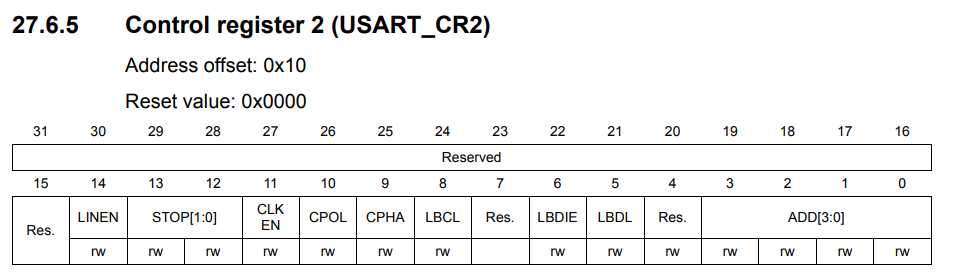 27.6.5 Control register 2 (USART_CR2)
Address offset: 0x10
Reset value: 0x0000
31 30 29 28 27 26 25 24 23 22 21 20 19 18 17 16
Reserved
15 14 13 12 11 10 9 8 7 6 5 4 3 2 1 0
Res. LINEN STOP[1:0] CLK EN CPOL CPHA LBCL Res. LBDIE LBDL Res. ADD[3:0]
rw rw rw rw rw rw rw rw rw rw rw rw rw